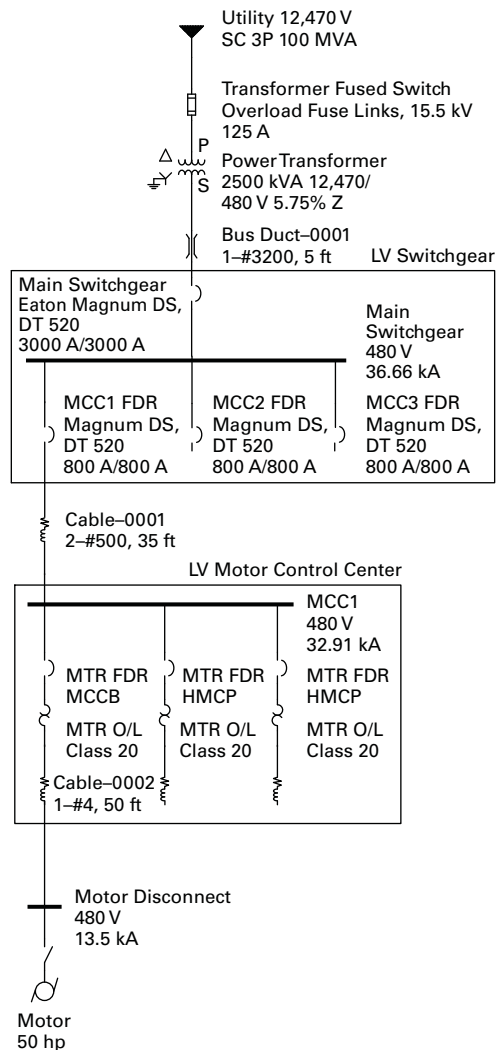 Utility 12,470 V
SC 3P 100 MVA
Transformer Fused Switch
Overload Fuse Links, 15.5 kV
125 A
P
S
Power Transformer
2500 kVA 12,470/
480 V 5.75% Z
Bus Duct–0001
1–#3200, 5 ft
LV Switchgear
Main Switchgear
Eaton Magnum DS,
DT 520
3000 A/3000 A
Main
Switchgear
480 V
36.66 kA
MCC1 FDR
Magnum DS,
DT 520
800 A/800 A
MCC2 FDR
Magnum DS,
DT 520
800 A/800 A
MCC3 FDR
Magnum DS,
DT 520
800 A/800 A
Cable–0001
2–#500, 35 ft
LV Motor Control Center
MCC1
480 V
32.91 kA
MTR FDR
MCCB
MTR O/L
Class 20
MTR FDR
HMCP
MTR O/L
Class 20
MTR FDR
HMCP
MTR O/L
Class 20
Cable–0002
1–#4, 50 ft
Motor Disconnect
480 V
13.5 kA
Motor
50 hp